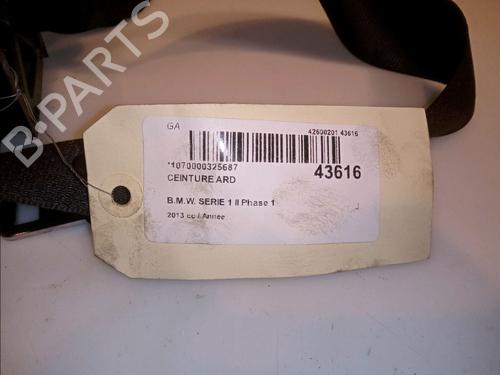 GA
42600201 43616
*1070000325687
43616
CEINTURE ARD
B.M.W. SERIE 1 II Phase 1
2013 cc / Année
B-PARTS